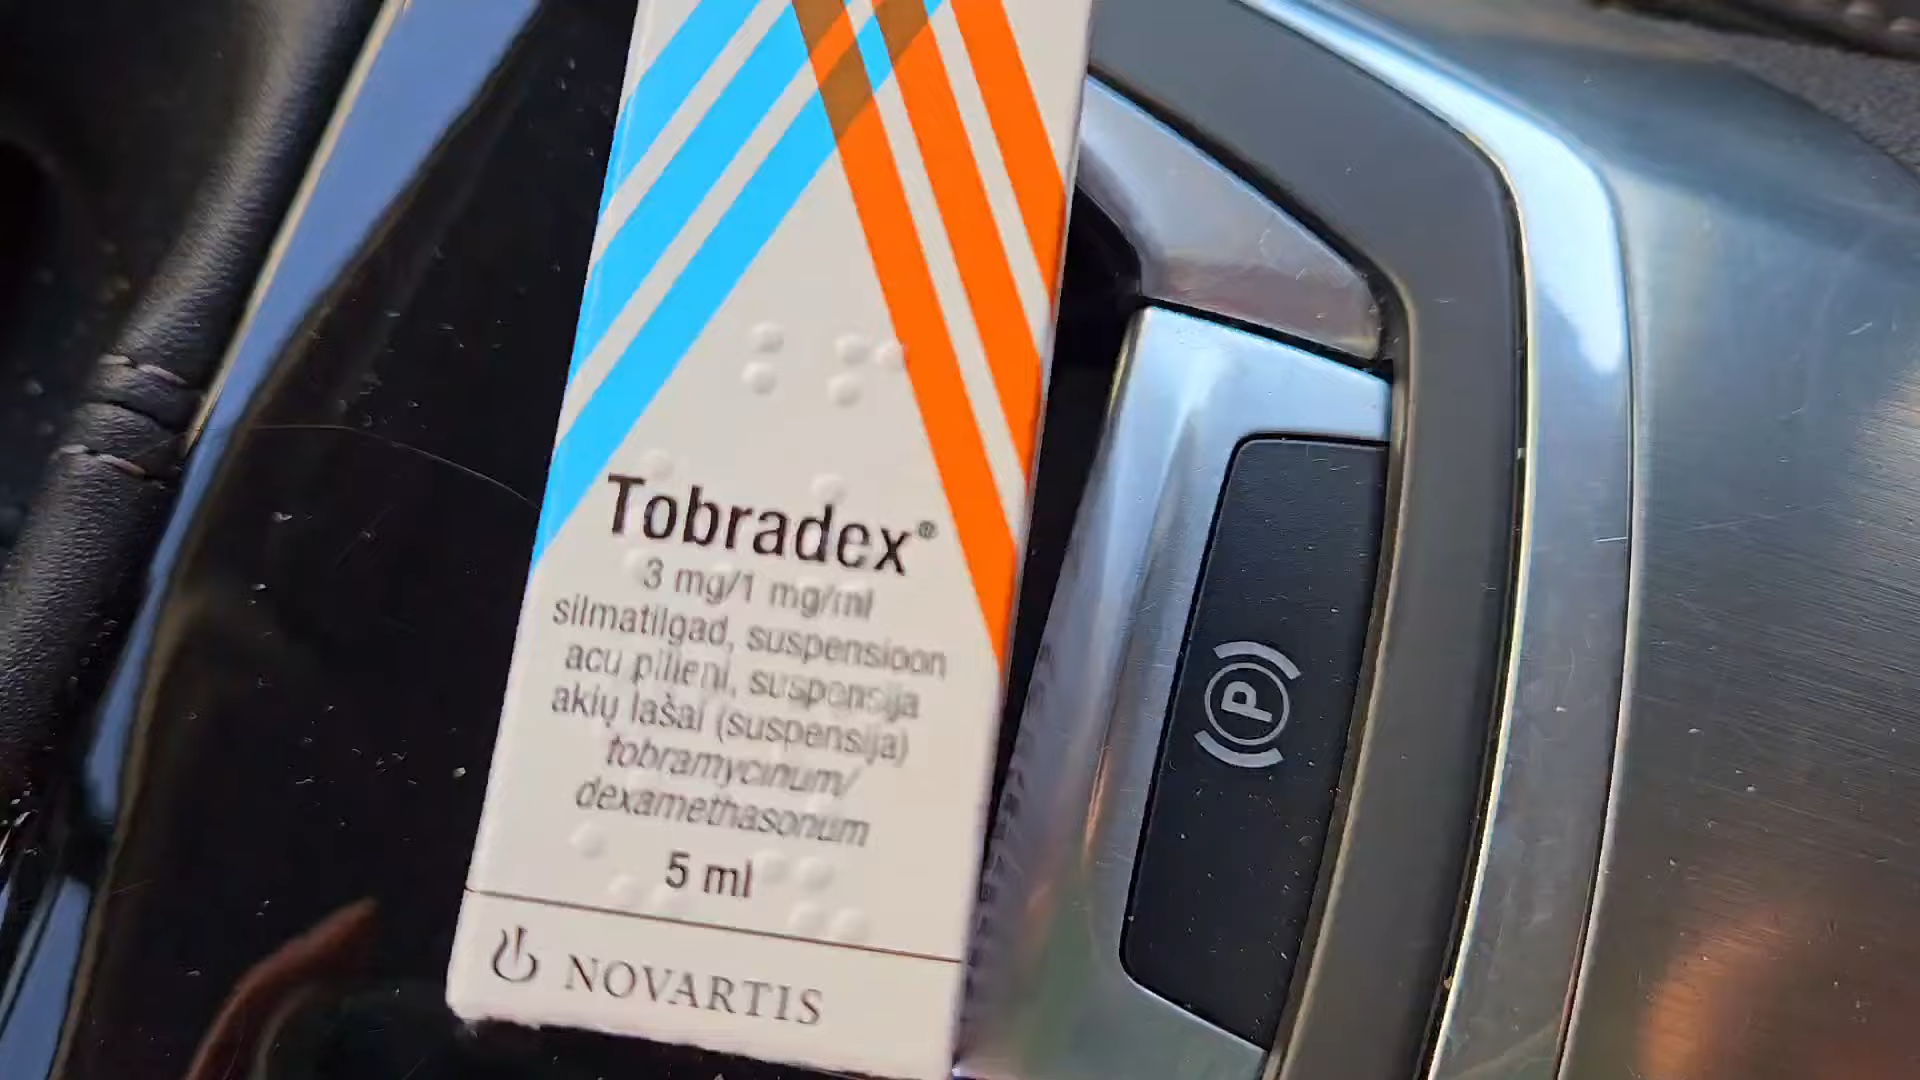 Tobradex®
3 mg/1 mg/ml
silmatilgad, suspensioon
acu pilieni, suspensija
akių lašai (suspensija)
tobramycinum/
dexamethasonum
5 ml
NOVARTIS
P